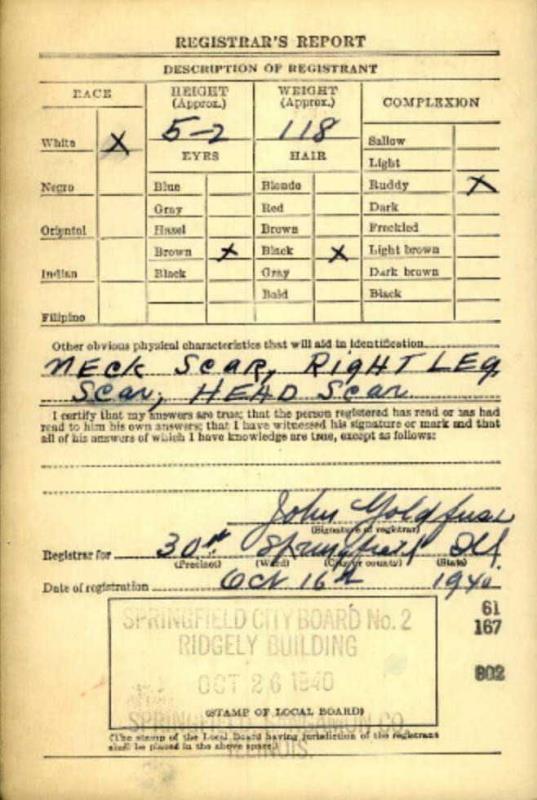 REGISTRAR'S REPORT
DESCRIPTION OF REGISTRANT
RACE
HEIGHT
(Approx.)
WEIGHT
(Approx.)
COMPLEXION
5-2
118
White X
EYES
HAIR
Sallow
Light
Negro
Blue
Blonde
Ruddy X
Gray
Red
Dark
Oriental
Hazel
Brown
Freckled
Brown X
Black X
Light brown
Indian
Black
Gray
Dark brown
Bald
Black
Filipino
Other obvious physical characteristics that will aid in identification
NECK SCAR, RIGHT LEG
Scar, HEAD Scar
I certify that my answers are true; that the person registered has read or has had
read to him his own answers; that I have witnessed his signature or mark and that
all of his answers of which I have knowledge are true, except as follows:
John
(Signature of registrar)
Registrar for 30th Springfield Ill.
(Precinct) (Ward) (City or county) (State)
Date of registration Oct 16th 1940
61
167
802
SPRINGFIELD CITY BOARD No. 2
RIDGELY BUILDING
OCT 26 1940
(STAMP OF LOCAL BOARD)
SPRINGFIELD, SANGAMON CO.
ILLINOIS.
(The stamp of the Local Board having jurisdiction of the registrant
shall be placed in the above space.)